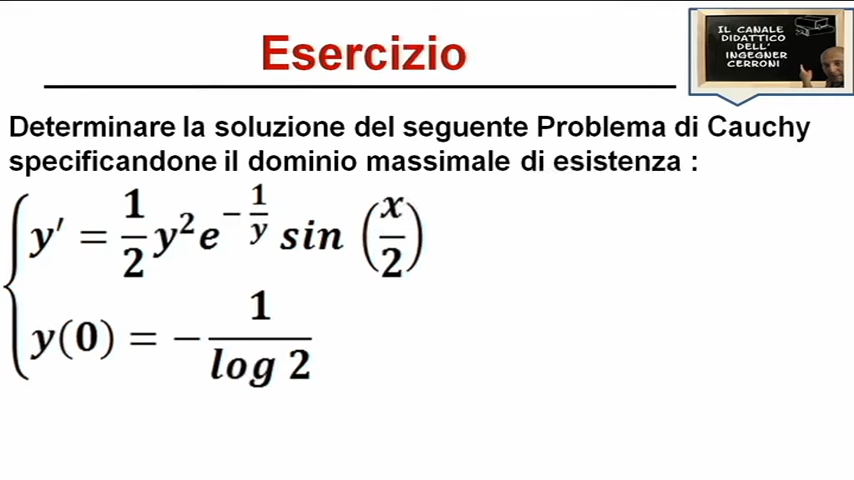 Esercizio
IL CANALE
DIDATTICO
DELL'
INGEGNER
CERRONI
Determinare la soluzione del seguente Problema di Cauchy
specificandone il dominio massimale di esistenza :
y′ = 1/2 y² e^(-1/y) sin (x/2)
y(0) = - 1/log 2